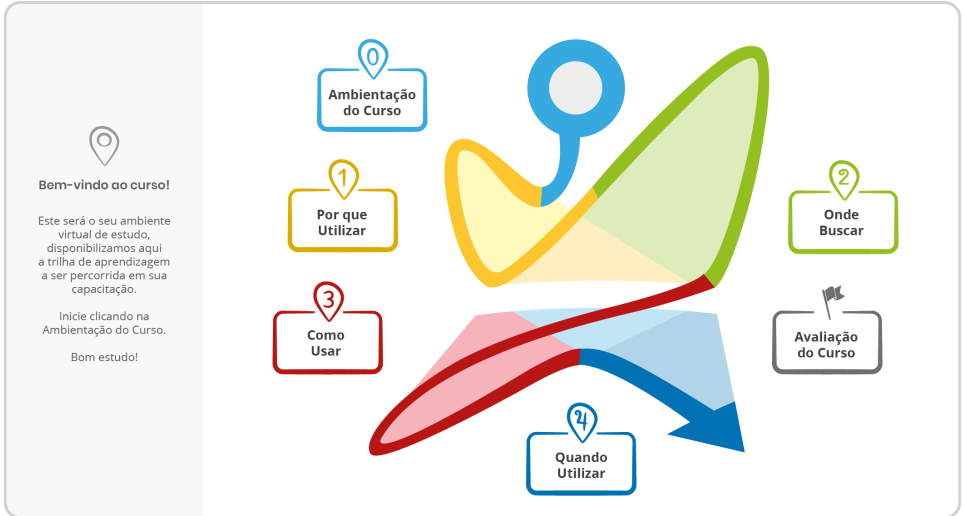 Bem-vindo ao curso!
Este será o seu ambiente
virtual de estudo,
disponibilizamos aqui
a trilha de aprendizagem
a ser percorrida em sua
capacitação.
Inicie clicando na
Ambientação do Curso.
Bom estudo!
0
Ambientação
do Curso
1
Por que
Utilizar
2
Onde
Buscar
3
Como
Usar
Avaliação
do Curso
4
Quando
Utilizar